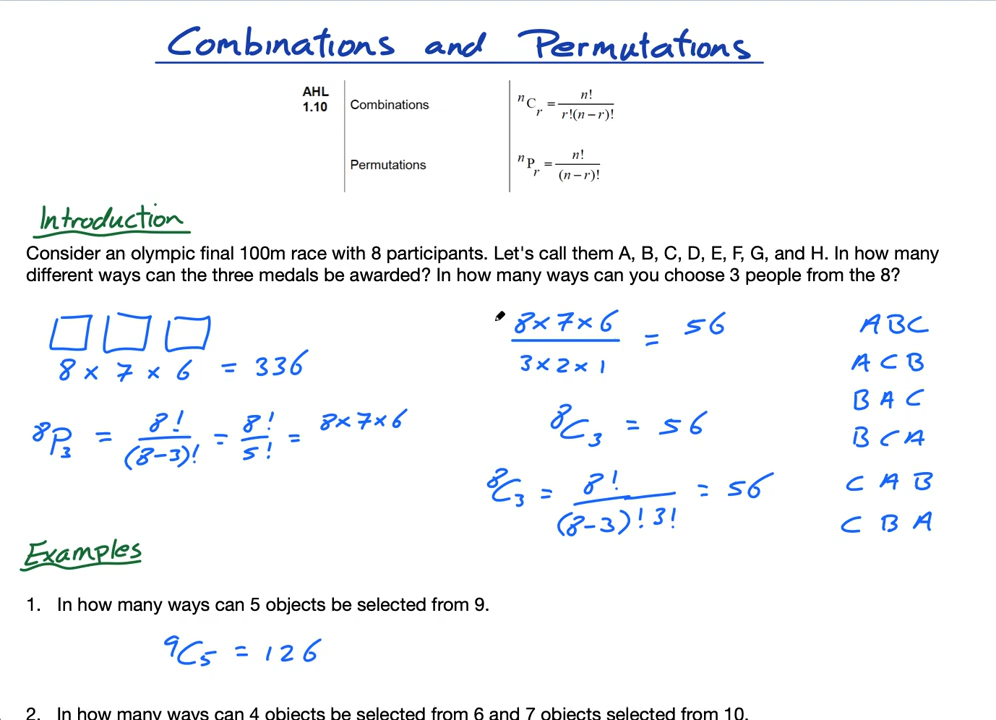 Combinations and Permutations
AHL
1.10
Combinations
nCr = n! / r!(n − r)!
Permutations
nPr = n! / (n − r)!
Introduction
Consider an olympic final 100m race with 8 participants. Let's call them A, B, C, D, E, F, G, and H. In how many
different ways can the three medals be awarded? In how many ways can you choose 3 people from the 8?
8 × 7 × 6 = 336
8P3 = 8! / (8−3)! = 8! / 5! = 8×7×6
8×7×6 / 3×2×1 = 56
8C3 = 56
8C3 = 8! / (8−3)! 3! = 56
ABC
ACB
BAC
BCA
CAB
CBA
Examples
1. In how many ways can 5 objects be selected from 9.
9C5 = 126
2. In how many ways can 4 objects be selected from 6 and 7 objects selected from 10.